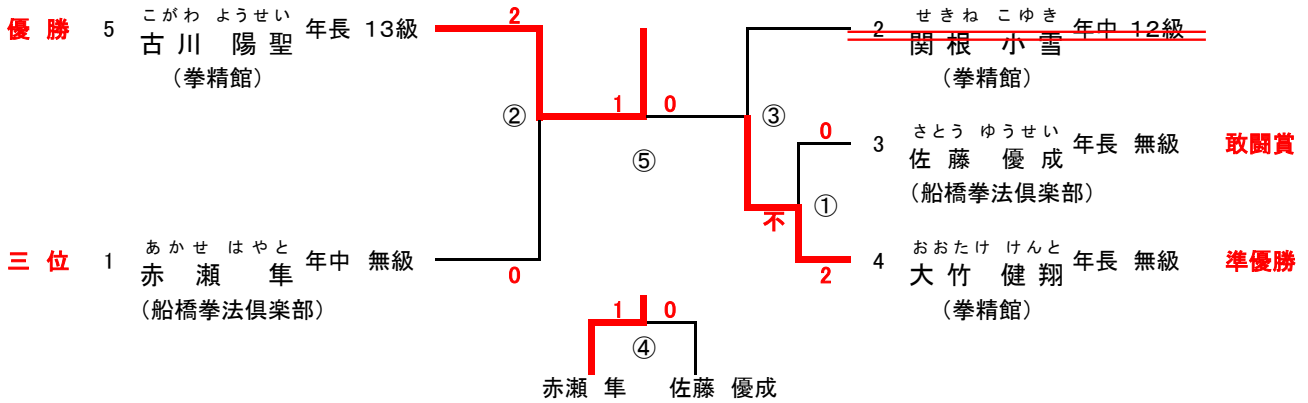 優勝 5 こがわ ようせい 年長 13級
古川 陽聖
（拳精館）
2
せきね こゆき
2 関根 小雪 年中 12級
（拳精館）
② 1 0 ③
0 さとう ゆうせい
3 佐藤 優成 年長 無級 敢闘賞
（船橋拳法倶楽部）
⑤
不 ①
三位 1 あかせ はやと 年中 無級
赤瀬 隼
（船橋拳法倶楽部）
0
2 おおたけ けんと
4 大竹 健翔 年長 無級 準優勝
（拳精館）
1 0
④
赤瀬 隼 佐藤 優成